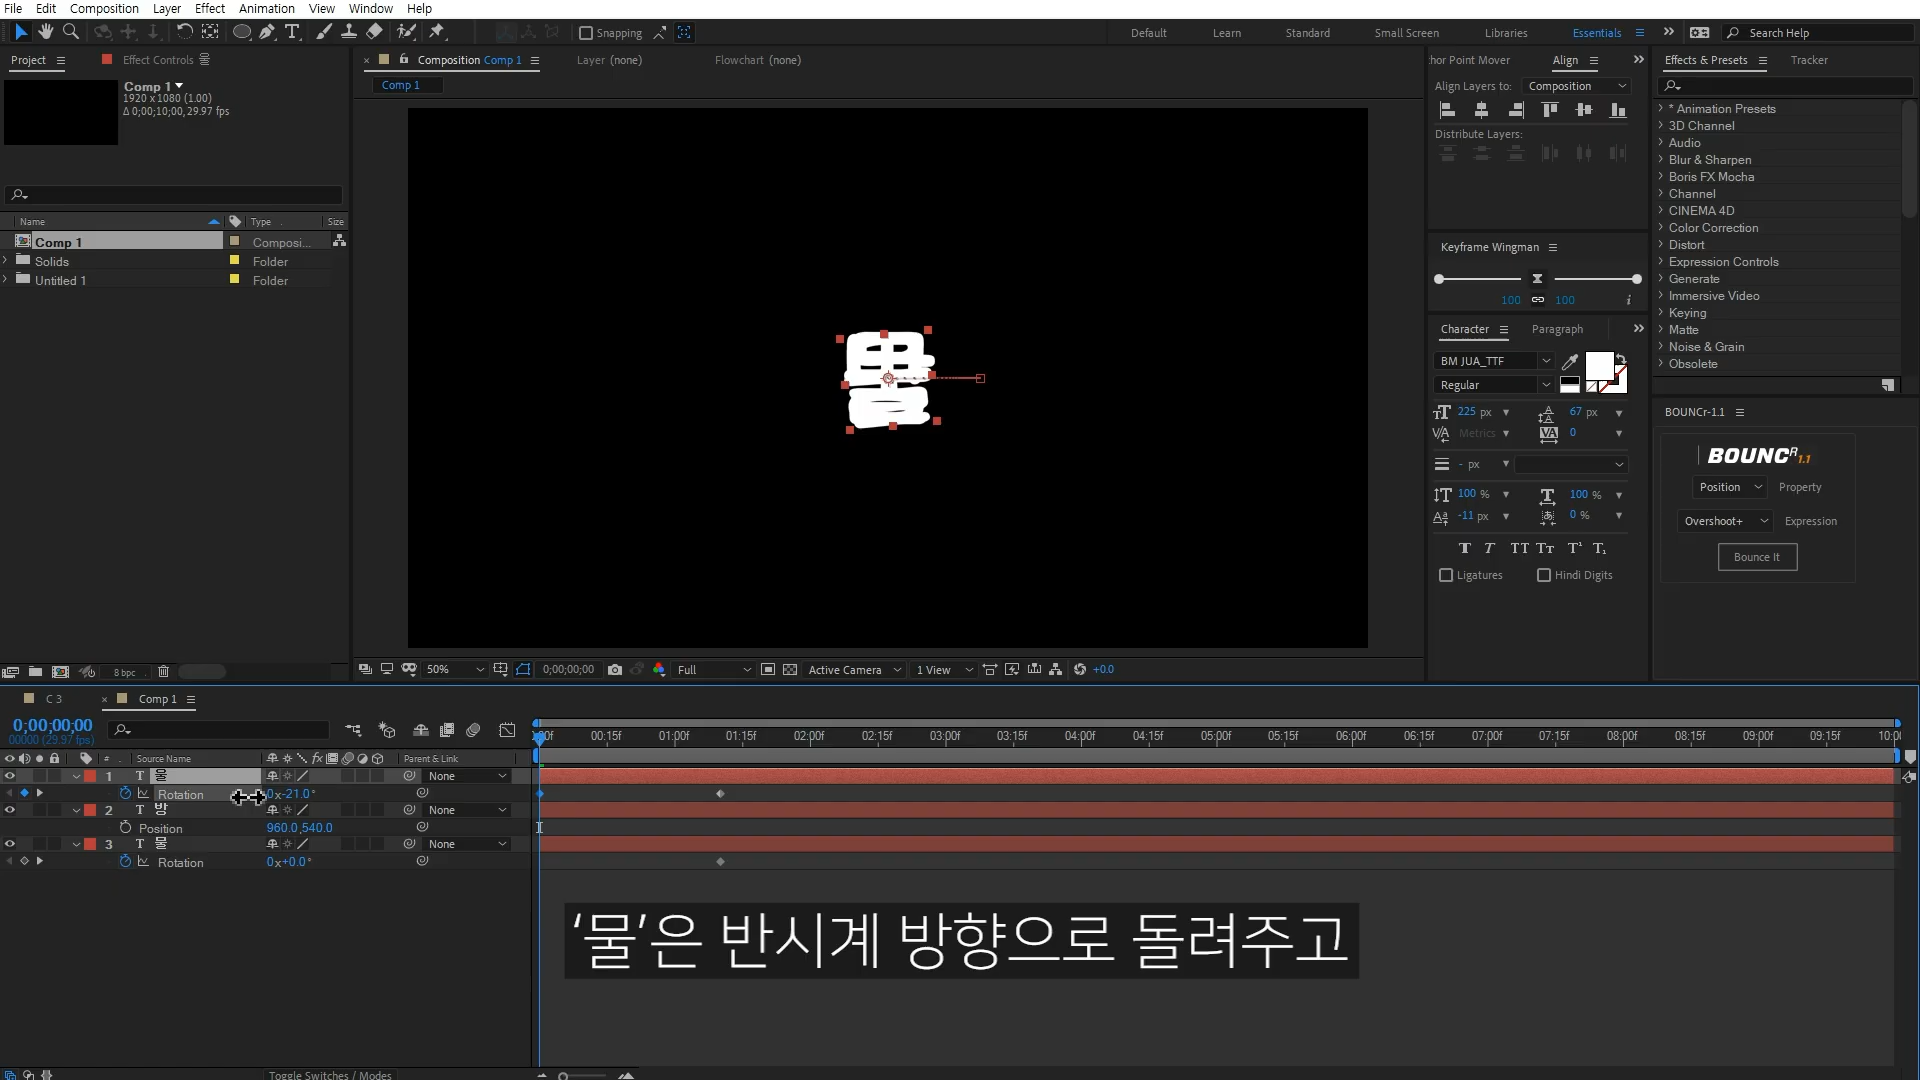 File Edit Composition Layer Effect Animation View Window Help
Snapping
Default Learn Standard Small Screen Libraries Essentials
Search Help
Project
Effect Controls 물
Composition Comp 1
Layer (none)
Flowchart (none)
Comp 1
Comp 1
1920 x 1080 (1.00)
Δ 0;00;10;00, 29.97 fps
Name Type Size
Comp 1 Composi...
Solids Folder
Untitled 1 Folder
8 bpc
50%
0;00;00;00
Full
Active Camera
1 View
+0.0
hor Point Mover Align
Align Layers to: Composition
Distribute Layers:
Keyframe Wingman
100 100
Character Paragraph
BM JUA_TTF
Regular
225 px 67 px
Metrics 0
- px
100 % 100 %
-11 px 0 %
Ligatures Hindi Digits
Effects & Presets Tracker
* Animation Presets
3D Channel
Audio
Blur & Sharpen
Boris FX Mocha
Channel
CINEMA 4D
Color Correction
Distort
Expression Controls
Generate
Immersive Video
Keying
Matte
Noise & Grain
Obsolete
BOUNCr-1.1
BOUNCR 1.1
Position Property
Overshoot+ Expression
Bounce It
C 3
Comp 1
0;00;00;00
00000 (29.97 fps)
:00f 00:15f 01:00f 01:15f 02:00f 02:15f 03:00f 03:15f 04:00f 04:15f 05:00f 05:15f 06:00f 06:15f 07:00f 07:15f 08:00f 08:15f 09:00f 09:15f 10:0
# Source Name Parent & Link
1 T 물 None
Rotation 0x-21.0°
2 T 방 None
Position 960.0,540.0
3 T 물 None
Rotation 0x+0.0°
‘물’은 반시계 방향으로 돌려주고
Toggle Switches / Modes